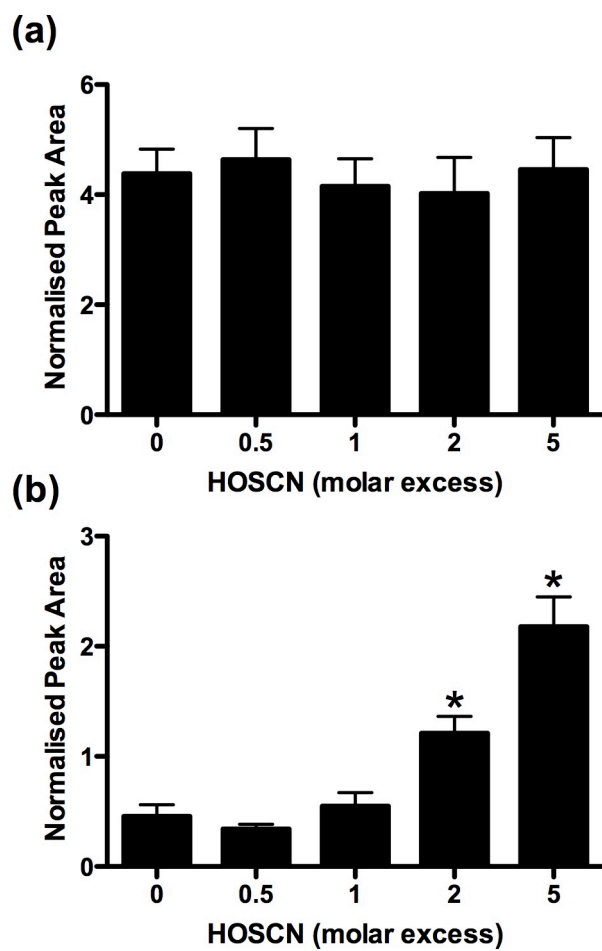 (a)
Normalised Peak Area
6
4
2
0
0 0.5 1 2 5
HOSCN (molar excess)
(b)
Normalised Peak Area
3
2
1
0
* *
0 0.5 1 2 5
HOSCN (molar excess)